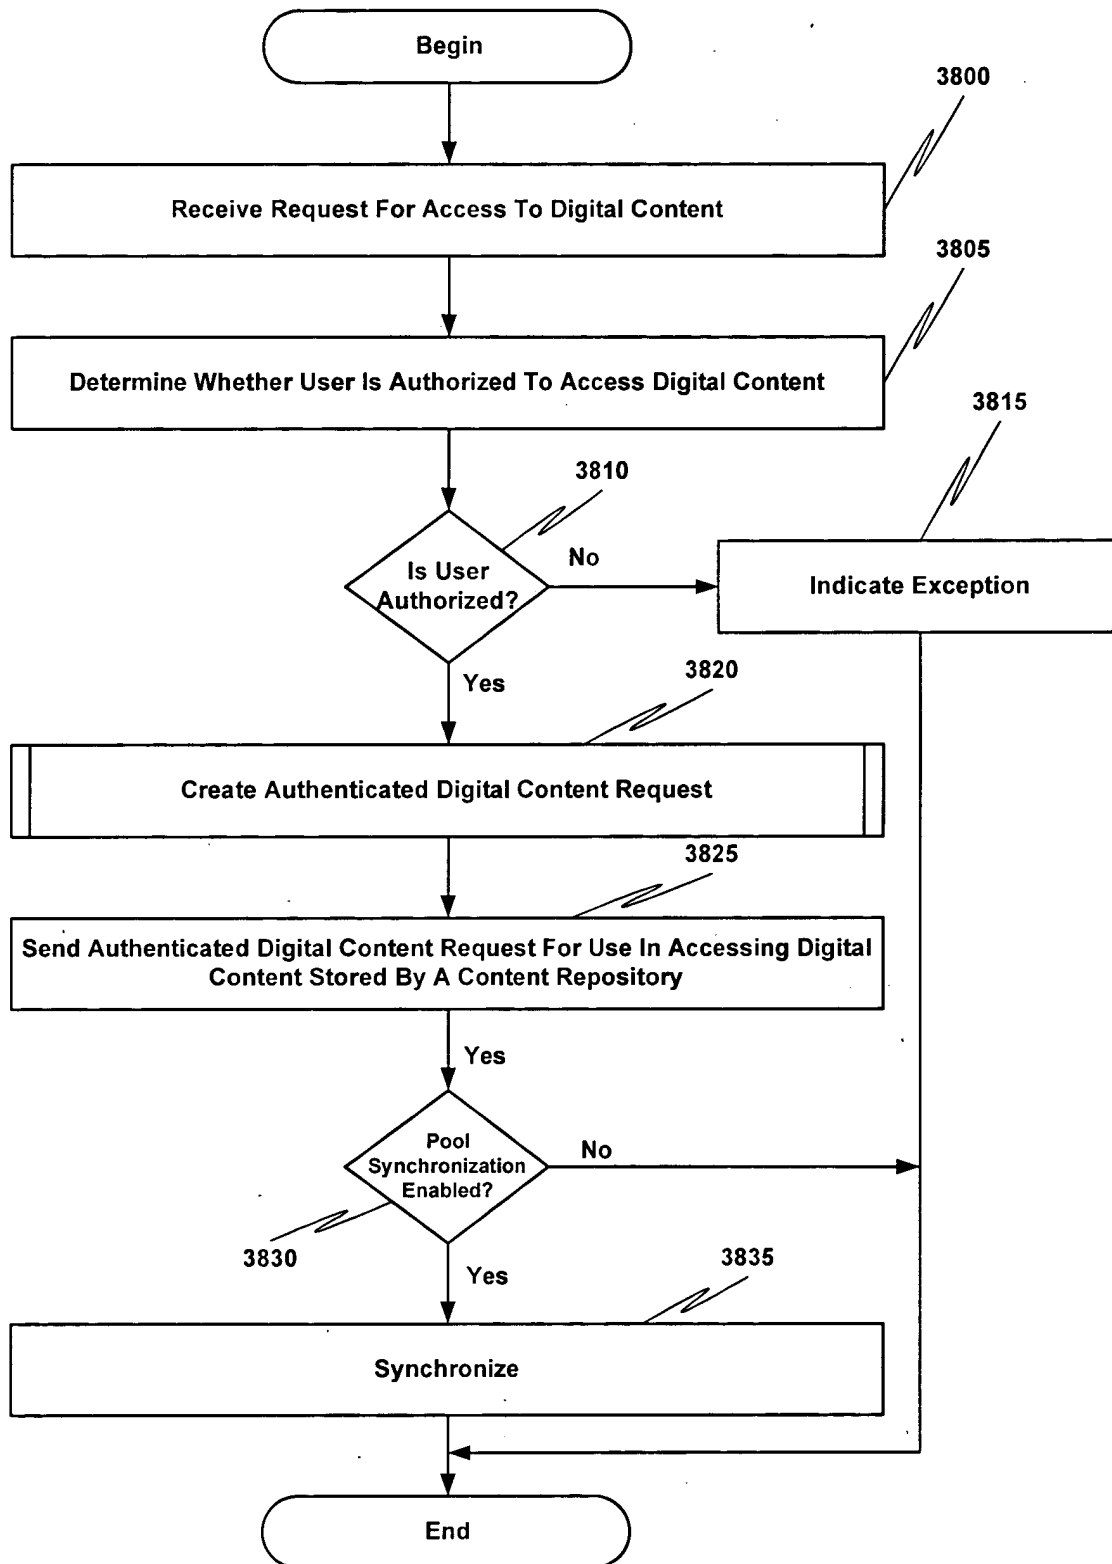 Begin
3800
Receive Request For Access To Digital Content
3805
Determine Whether User Is Authorized To Access Digital Content
3815
3810
Is User
Authorized?
No
Indicate Exception
Yes
3820
Create Authenticated Digital Content Request
3825
Send Authenticated Digital Content Request For Use In Accessing Digital
Content Stored By A Content Repository
Yes
Pool
Synchronization
Enabled?
No
3830
Yes
3835
Synchronize
End